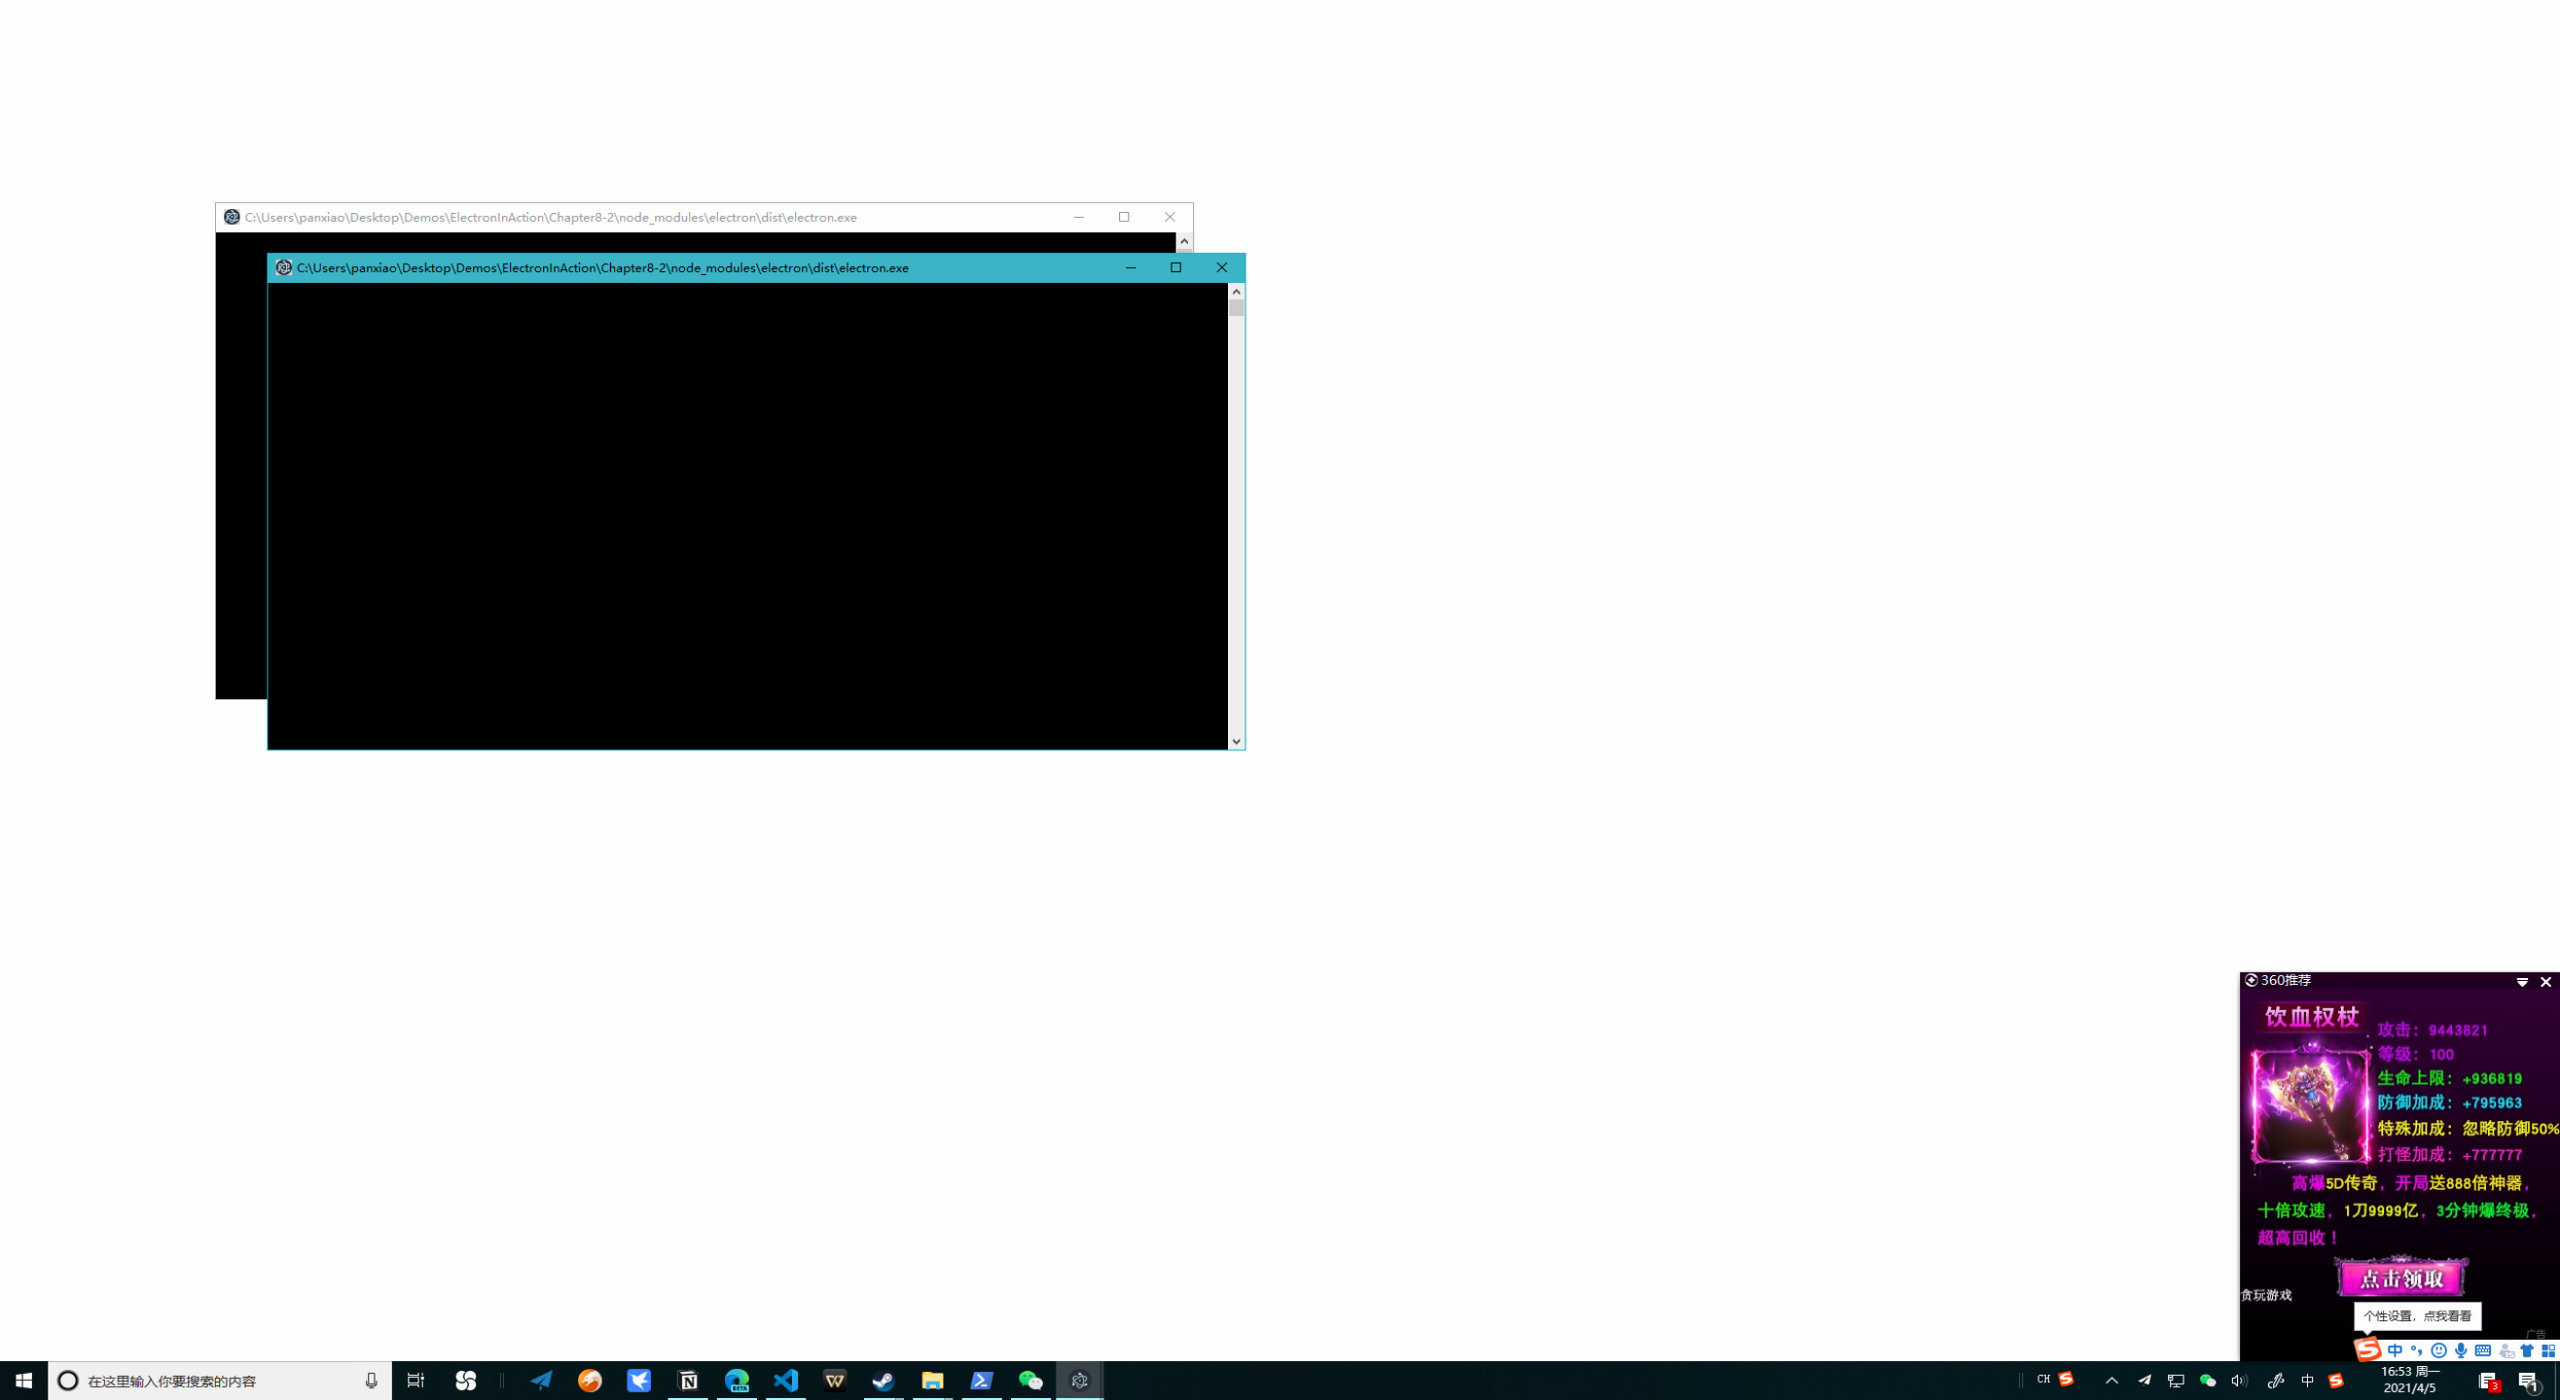 C:\Users\panxiao\Desktop\Demos\ElectronInAction\Chapter8-2\node_modules\electron\dist\electron.exe
C:\Users\panxiao\Desktop\Demos\ElectronInAction\Chapter8-2\node_modules\electron\dist\electron.exe
360推荐
饮血权杖
攻击：9443821
等级：100
生命上限：+936819
防御加成：+795963
特殊加成：忽略防御50%
打怪加成：+777777
高爆5D传奇，开局送888倍神器，
十倍攻速，1刀9999亿，3分钟爆终极，
超高回收！
点击领取
贪玩游戏
个性设置，点我看看
广告
中
在这里输入你要搜索的内容
BETA
CH
中
16:53 周一
2021/4/5
3
1